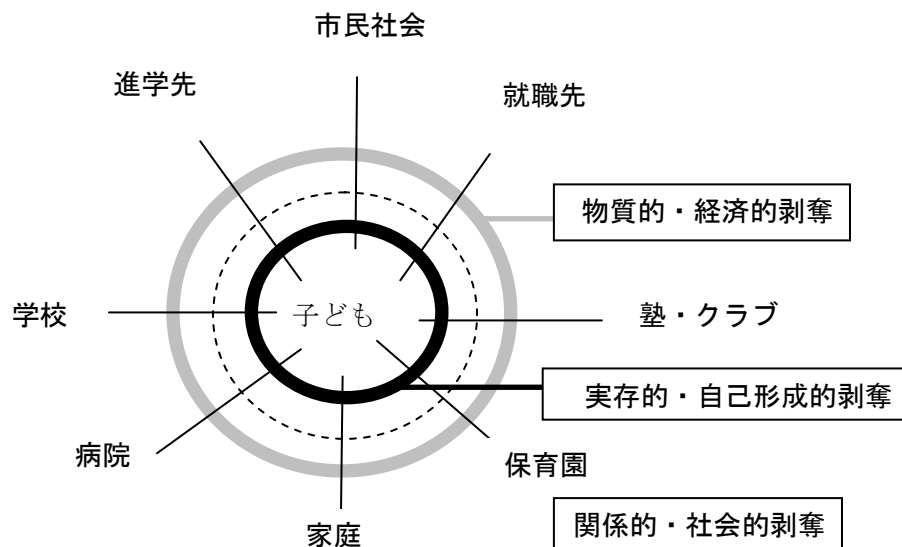 市民社会
進学先
就職先
物質的・経済的剥奪
学校
子ども
塾・クラブ
実存的・自己形成的剥奪
病院
保育園
家庭
関係的・社会的剥奪